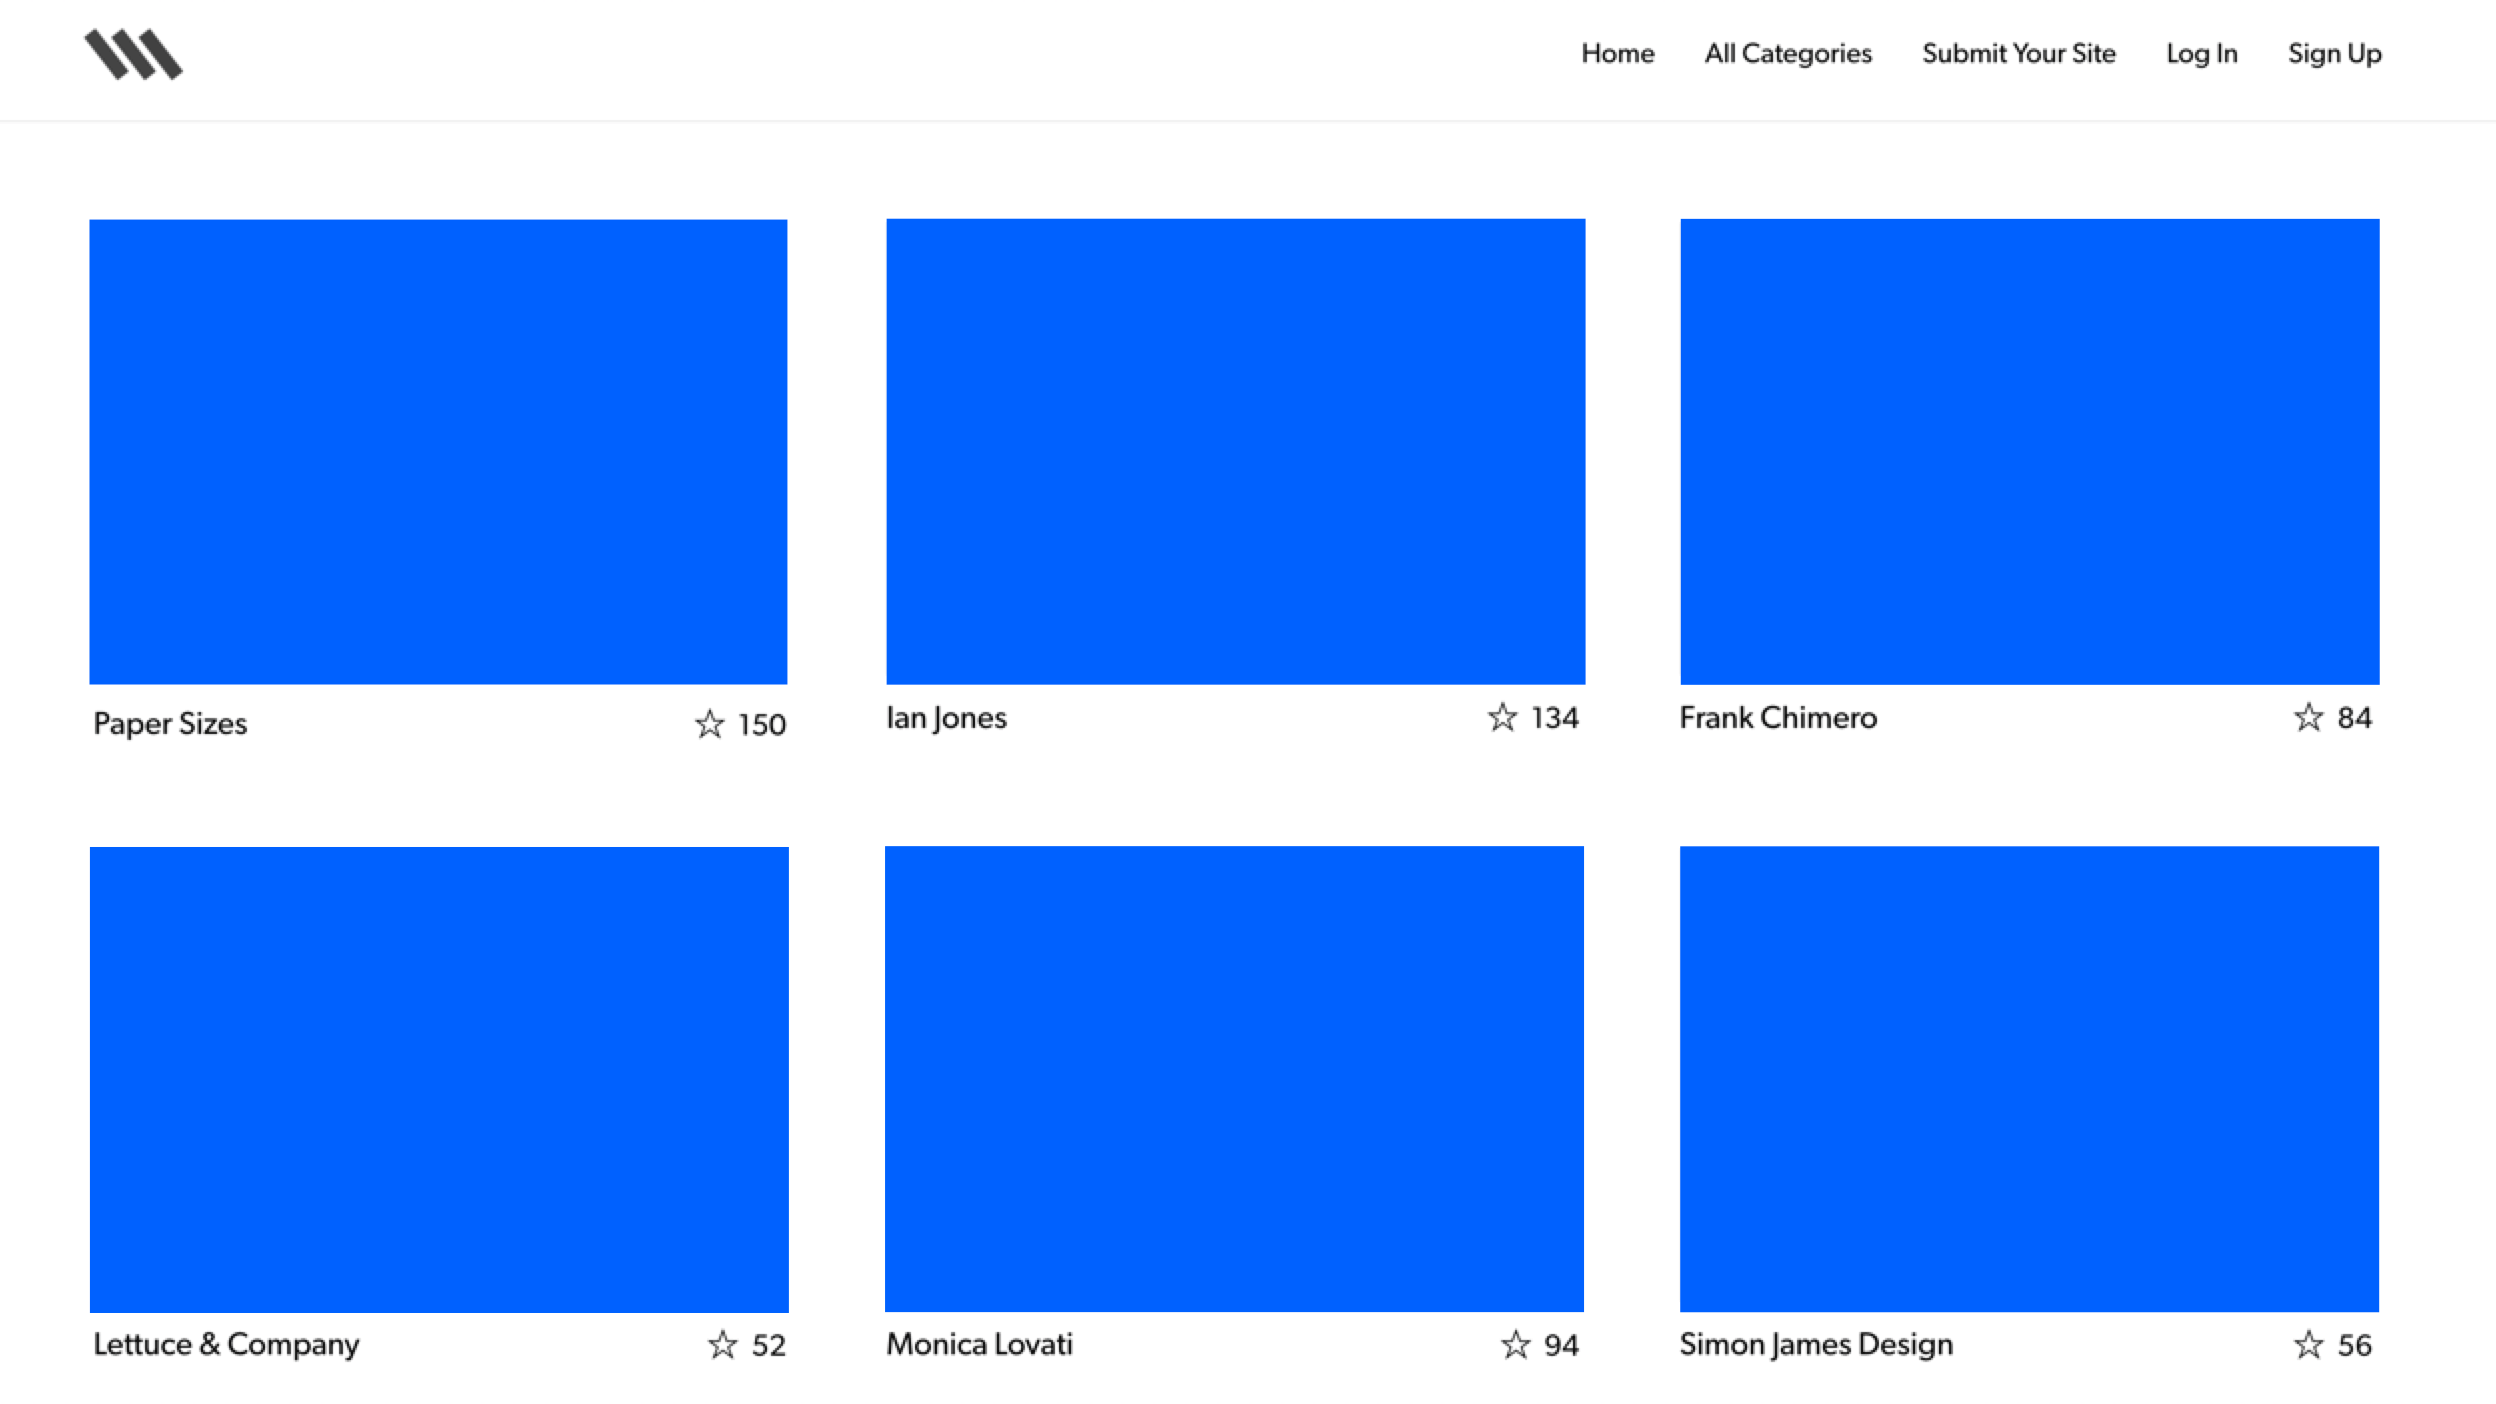 Home All Categories Submit Your Site Log In Sign Up
Paper Sizes ☆ 150
Ian Jones ☆ 134
Frank Chimero ☆ 84
Lettuce & Company ☆ 52
Monica Lovati ☆ 94
Simon James Design ☆ 56